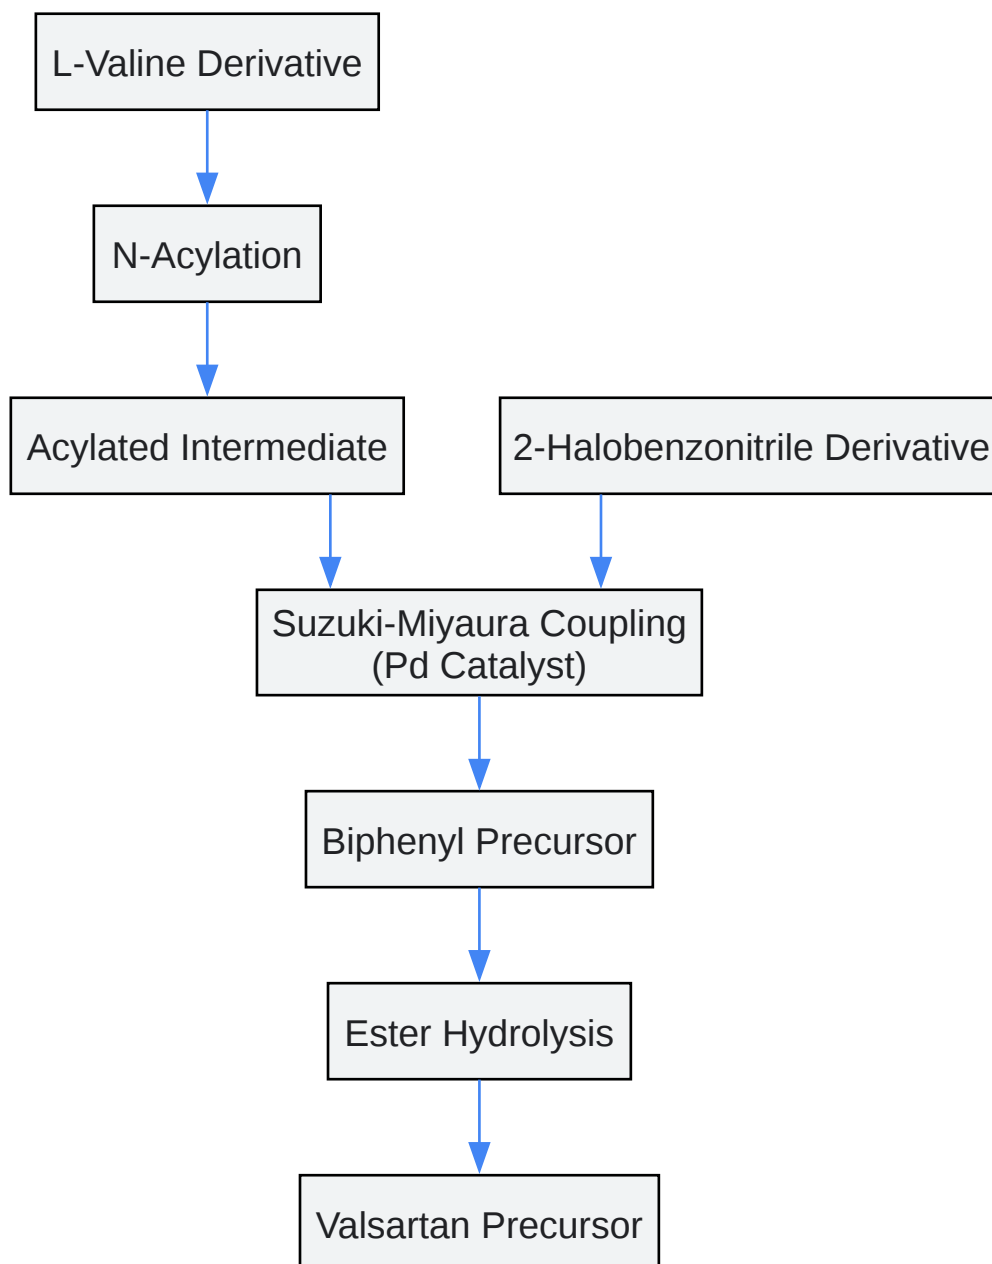 L-Valine Derivative
N-Acylation
Acylated Intermediate
2-Halobenzonitrile Derivative
Suzuki-Miyaura Coupling
(Pd Catalyst)
Biphenyl Precursor
Ester Hydrolysis
Valsartan Precursor